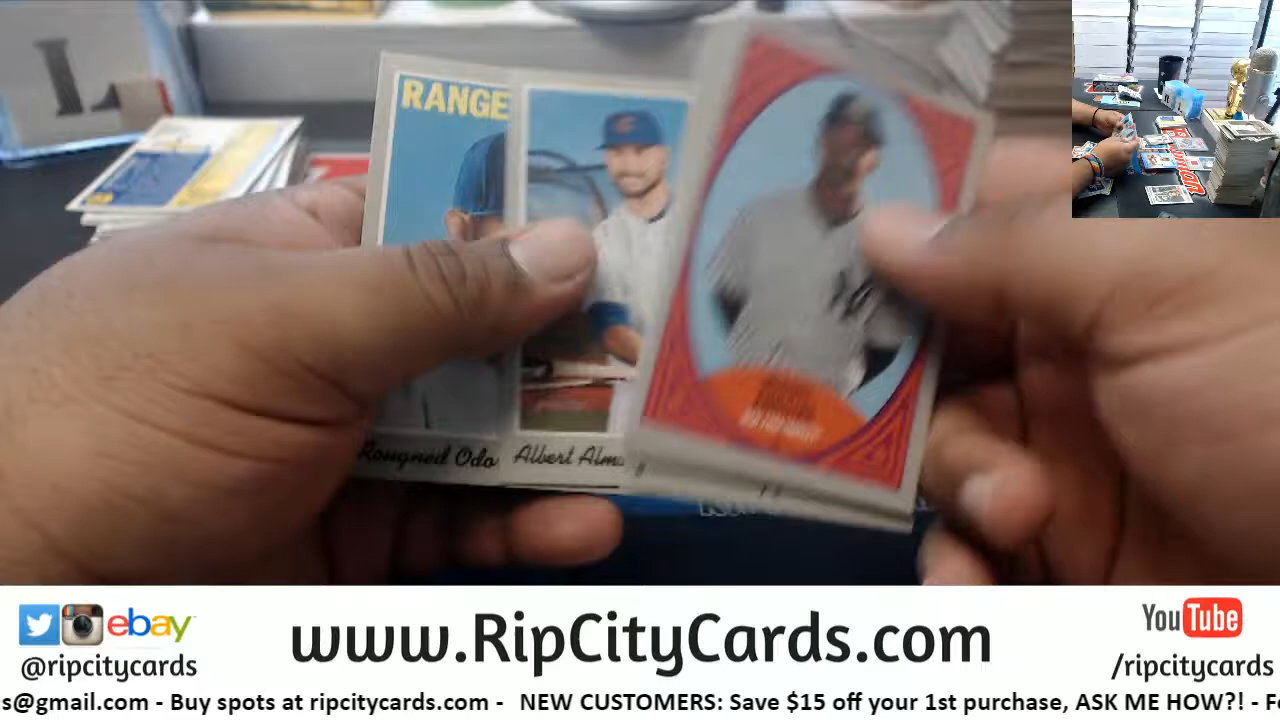 RANGE
Rougned Odo
Albert Alm
ebay
@ripcitycards
www.RipCityCards.com
YouTube
/ripcitycards
s@gmail.com - Buy spots at ripcitycards.com - NEW CUSTOMERS: Save $15 off your 1st purchase, ASK ME HOW?! - F